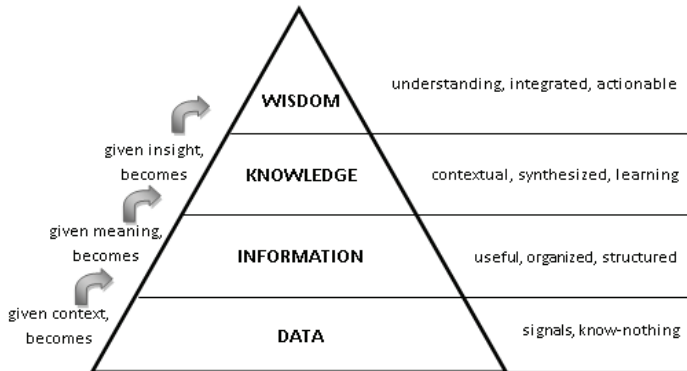 WISDOM
understanding, integrated, actionable
given insight,
becomes
KNOWLEDGE
contextual, synthesized, learning
given meaning,
becomes
INFORMATION
useful, organized, structured
given context,
becomes
DATA
signals, know-nothing